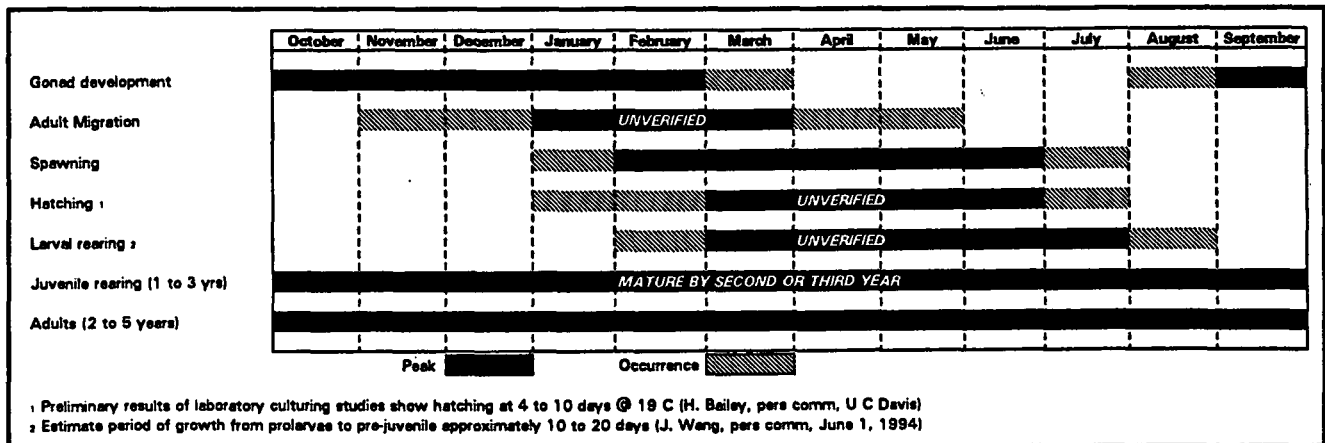 October November December January February March April May June July August September
Gonad development
Adult Migration UNVERIFIED
Spawning
Hatching 1 UNVERIFIED
Larval rearing 2 UNVERIFIED
Juvenile rearing (1 to 3 yrs) MATURE BY SECOND OR THIRD YEAR
Adults (2 to 5 years)
Peak Occurrence
1 Preliminary results of laboratory culturing studies show hatching at 4 to 10 days @ 19 C (H. Bailey, pers comm, U C Davis)
2 Estimate period of growth from prolarvae to pre-juvenile approximately 10 to 20 days (J. Wang, pers comm, June 1, 1994)